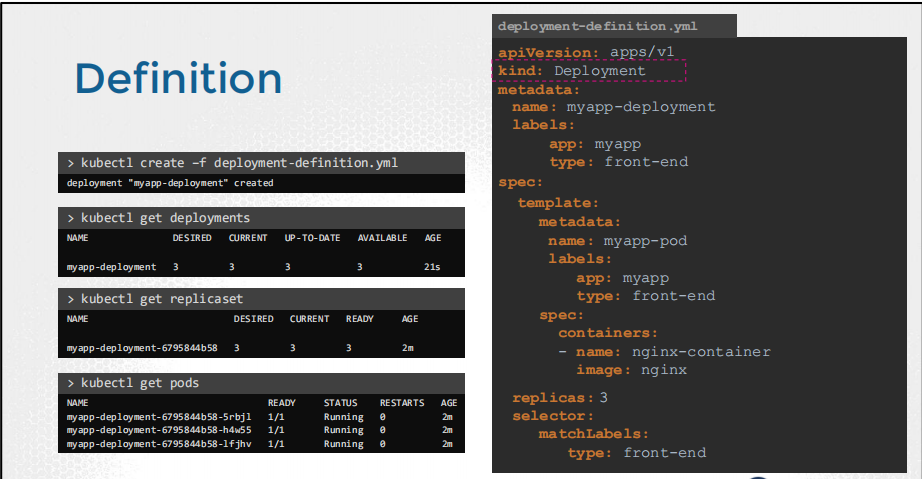 Definition
> kubectl create –f deployment-definition.yml
deployment "myapp-deployment" created
> kubectl get deployments
NAME DESIRED CURRENT UP-TO-DATE AVAILABLE AGE
myapp-deployment 3 3 3 3 21s
> kubectl get replicaset
NAME DESIRED CURRENT READY AGE
myapp-deployment-6795844b58 3 3 3 2m
> kubectl get pods
NAME READY STATUS RESTARTS AGE
myapp-deployment-6795844b58-5rbjl 1/1 Running 0 2m
myapp-deployment-6795844b58-h4w55 1/1 Running 0 2m
myapp-deployment-6795844b58-lfjhv 1/1 Running 0 2m
deployment-definition.yml
apiVersion: apps/v1
kind: Deployment
metadata:
name: myapp-deployment
labels:
app: myapp
type: front-end
spec:
template:
metadata:
name: myapp-pod
labels:
app: myapp
type: front-end
spec:
containers:
- name: nginx-container
image: nginx
replicas: 3
selector:
matchLabels:
type: front-end